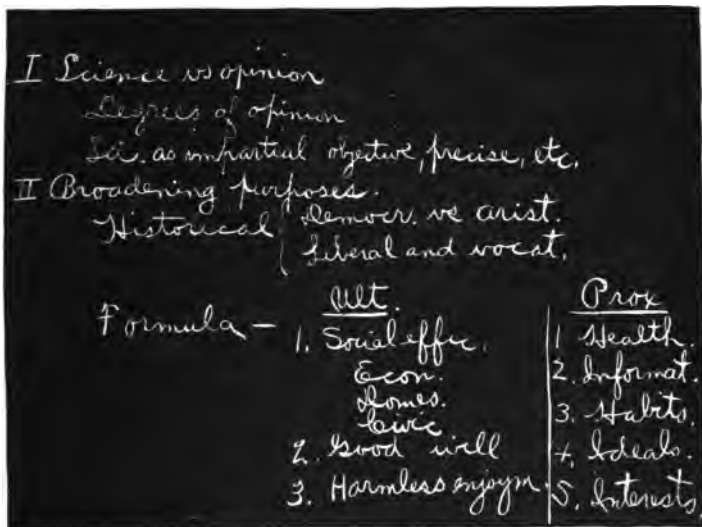 I Science vs opinion
Degrees of opinion
Sci. as impartial objective, precise, etc.
II Broadening purposes.
Historical { Democr. vs arist.
Liberal and vocat.
Formula — Ult. Prox
1. Social effic. 1 Health.
Econ. 2. Informat.
Domes.
Civic 3. Habits.
2. Good will 4. Ideals.
3. Harmless enjoym. 5. Interests